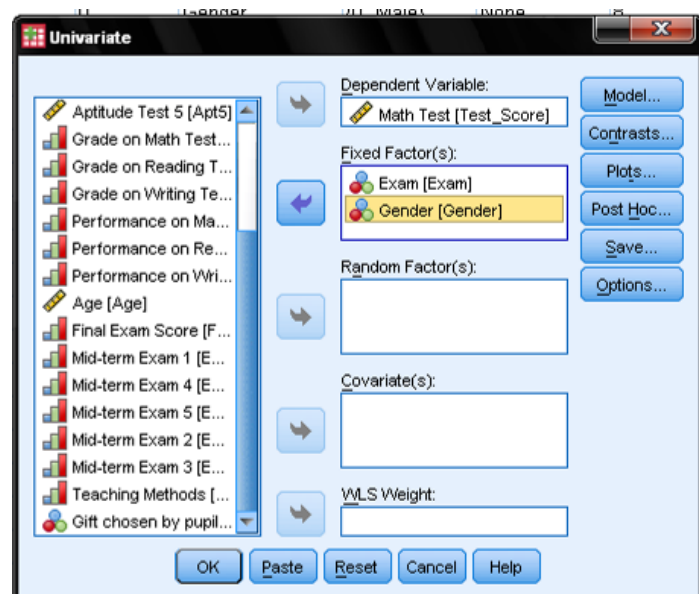 Univariate
Dependent Variable:
Math Test [Test_Score]
Fixed Factor(s):
Exam [Exam]
Gender [Gender]
Random Factor(s):
Covariate(s):
WLS Weight:
Aptitude Test 5 [Apt5]
Grade on Math Test...
Grade on Reading T...
Grade on Writing Te...
Performance on Ma...
Performance on Re...
Performance on Wri...
Age [Age]
Final Exam Score [F...
Mid-term Exam 1 [E...
Mid-term Exam 4 [E...
Mid-term Exam 5 [E...
Mid-term Exam 2 [E...
Mid-term Exam 3 [E...
Teaching Methods [...
Gift chosen by pupil...
Model...
Contrasts...
Plots...
Post Hoc...
Save...
Options...
OK Paste Reset Cancel Help